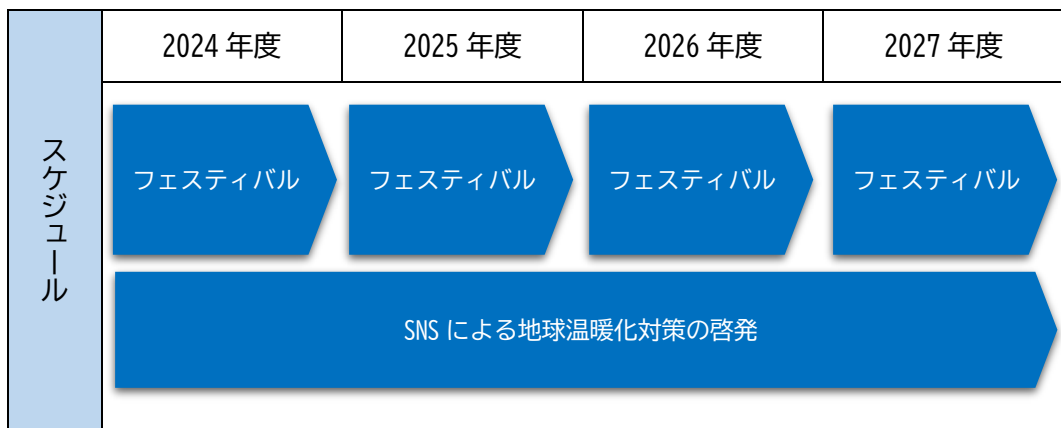 スケジュール
2024 年度
2025 年度
2026 年度
2027 年度
フェスティバル
フェスティバル
フェスティバル
フェスティバル
SNS による地球温暖化対策の啓発